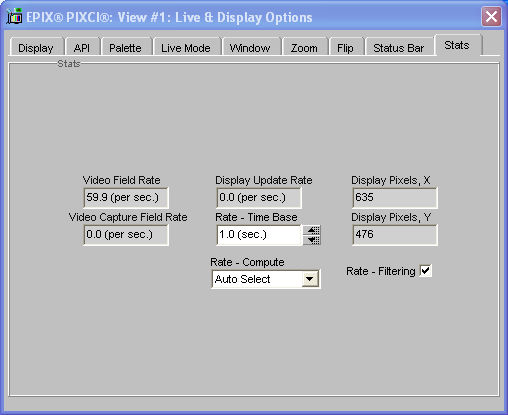 EPIX® PIXCI®: View #1: Live & Display Options
Display API Palette Live Mode Window Zoom Flip Status Bar Stats
Stats
Video Field Rate Display Update Rate Display Pixels, X
59.9 (per sec.) 0.0 (per sec.) 635
Video Capture Field Rate Rate - Time Base Display Pixels, Y
0.0 (per sec.) 1.0 (sec.) 476
Rate - Compute
Auto Select Rate - Filtering